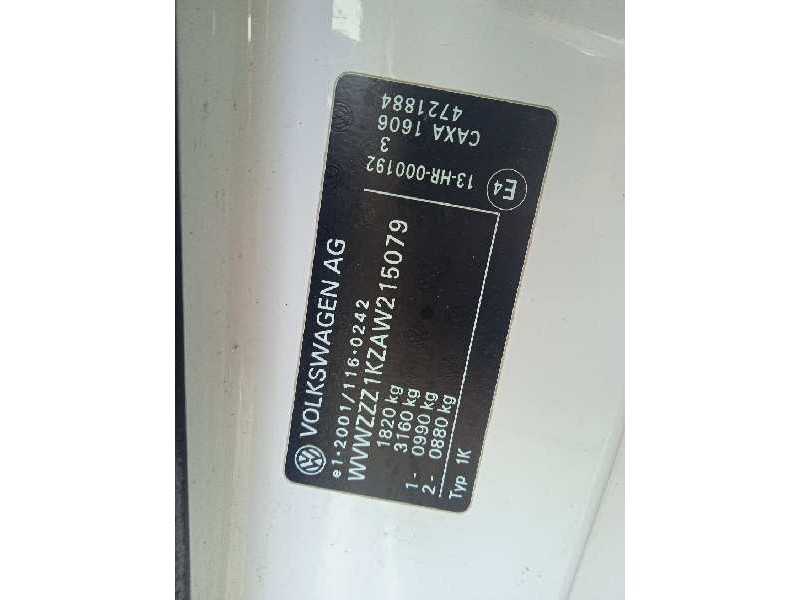 VOLKSWAGEN AG
e1*2001/116*0242
WVWZZZ1KZAW215079
1820 kg
3160 kg
1- 0990 kg
2- 0880 kg
Typ 1K
E4
13-HR-000192
3
CAXA 1606
4721884